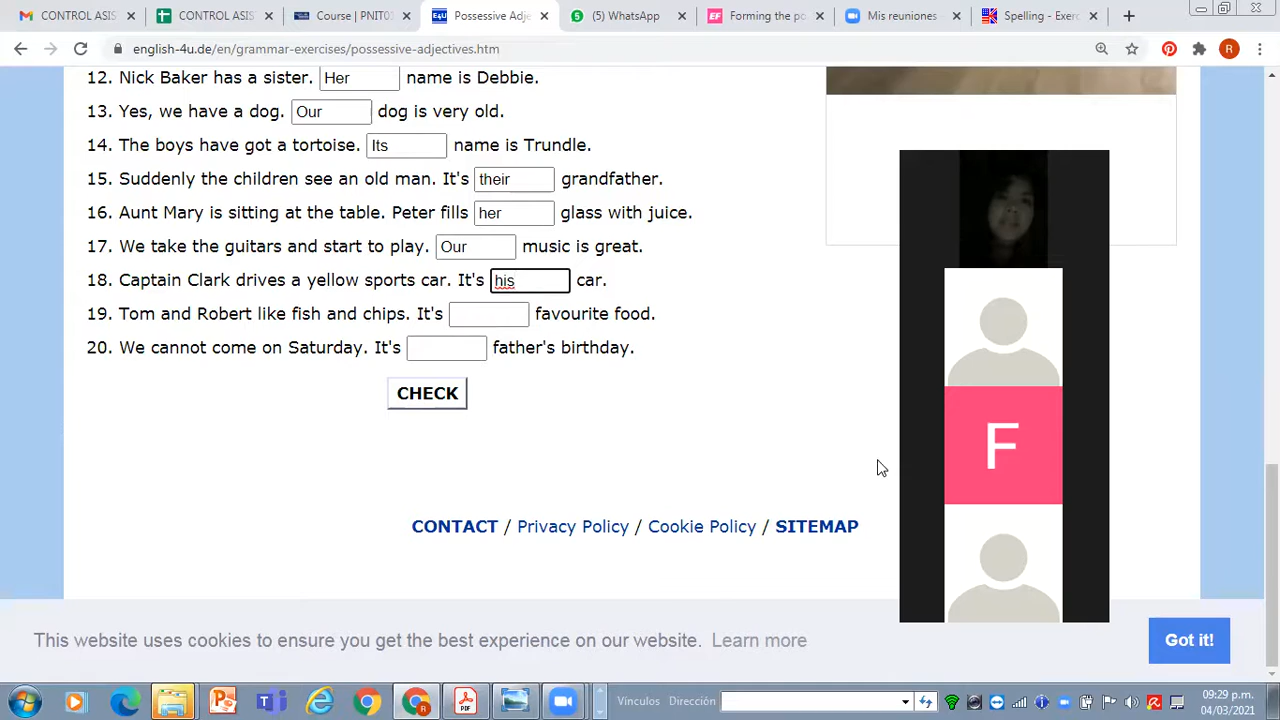 CONTROL ASIS
CONTROL ASIS
Course | PNIT01
Possessive Adje
(1) WhatsApp
Forming the po
Mis reuniones
Spelling - Exerc
english-4u.de/en/grammar-exercises/possessive-adjectives.htm
R
12. Nick Baker has a sister. Her name is Debbie.
13. Yes, we have a dog. Our dog is very old.
14. The boys have got a tortoise. Its name is Trundle.
15. Suddenly the children see an old man. It's their grandfather.
16. Aunt Mary is sitting at the table. Peter fills her glass with juice.
17. We take the guitars and start to play. Our music is great.
18. Captain Clark drives a yellow sports car. It's his car.
19. Tom and Robert like fish and chips. It's favourite food.
20. We cannot come on Saturday. It's father's birthday.
CHECK
F
CONTACT / Privacy Policy / Cookie Policy / SITEMAP
This website uses cookies to ensure you get the best experience on our website. Learn more
Got it!
Vínculos Dirección
09:29 p.m.
04/03/2021